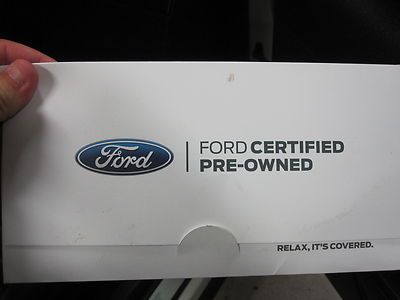 Ford
FORD CERTIFIED
PRE-OWNED
RELAX, IT'S COVERED.